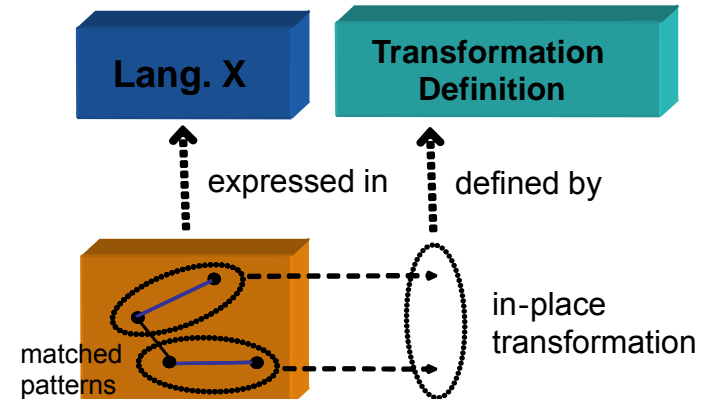 Lang. X
Transformation
Definition
expressed in
defined by
in-place
transformation
matched
patterns